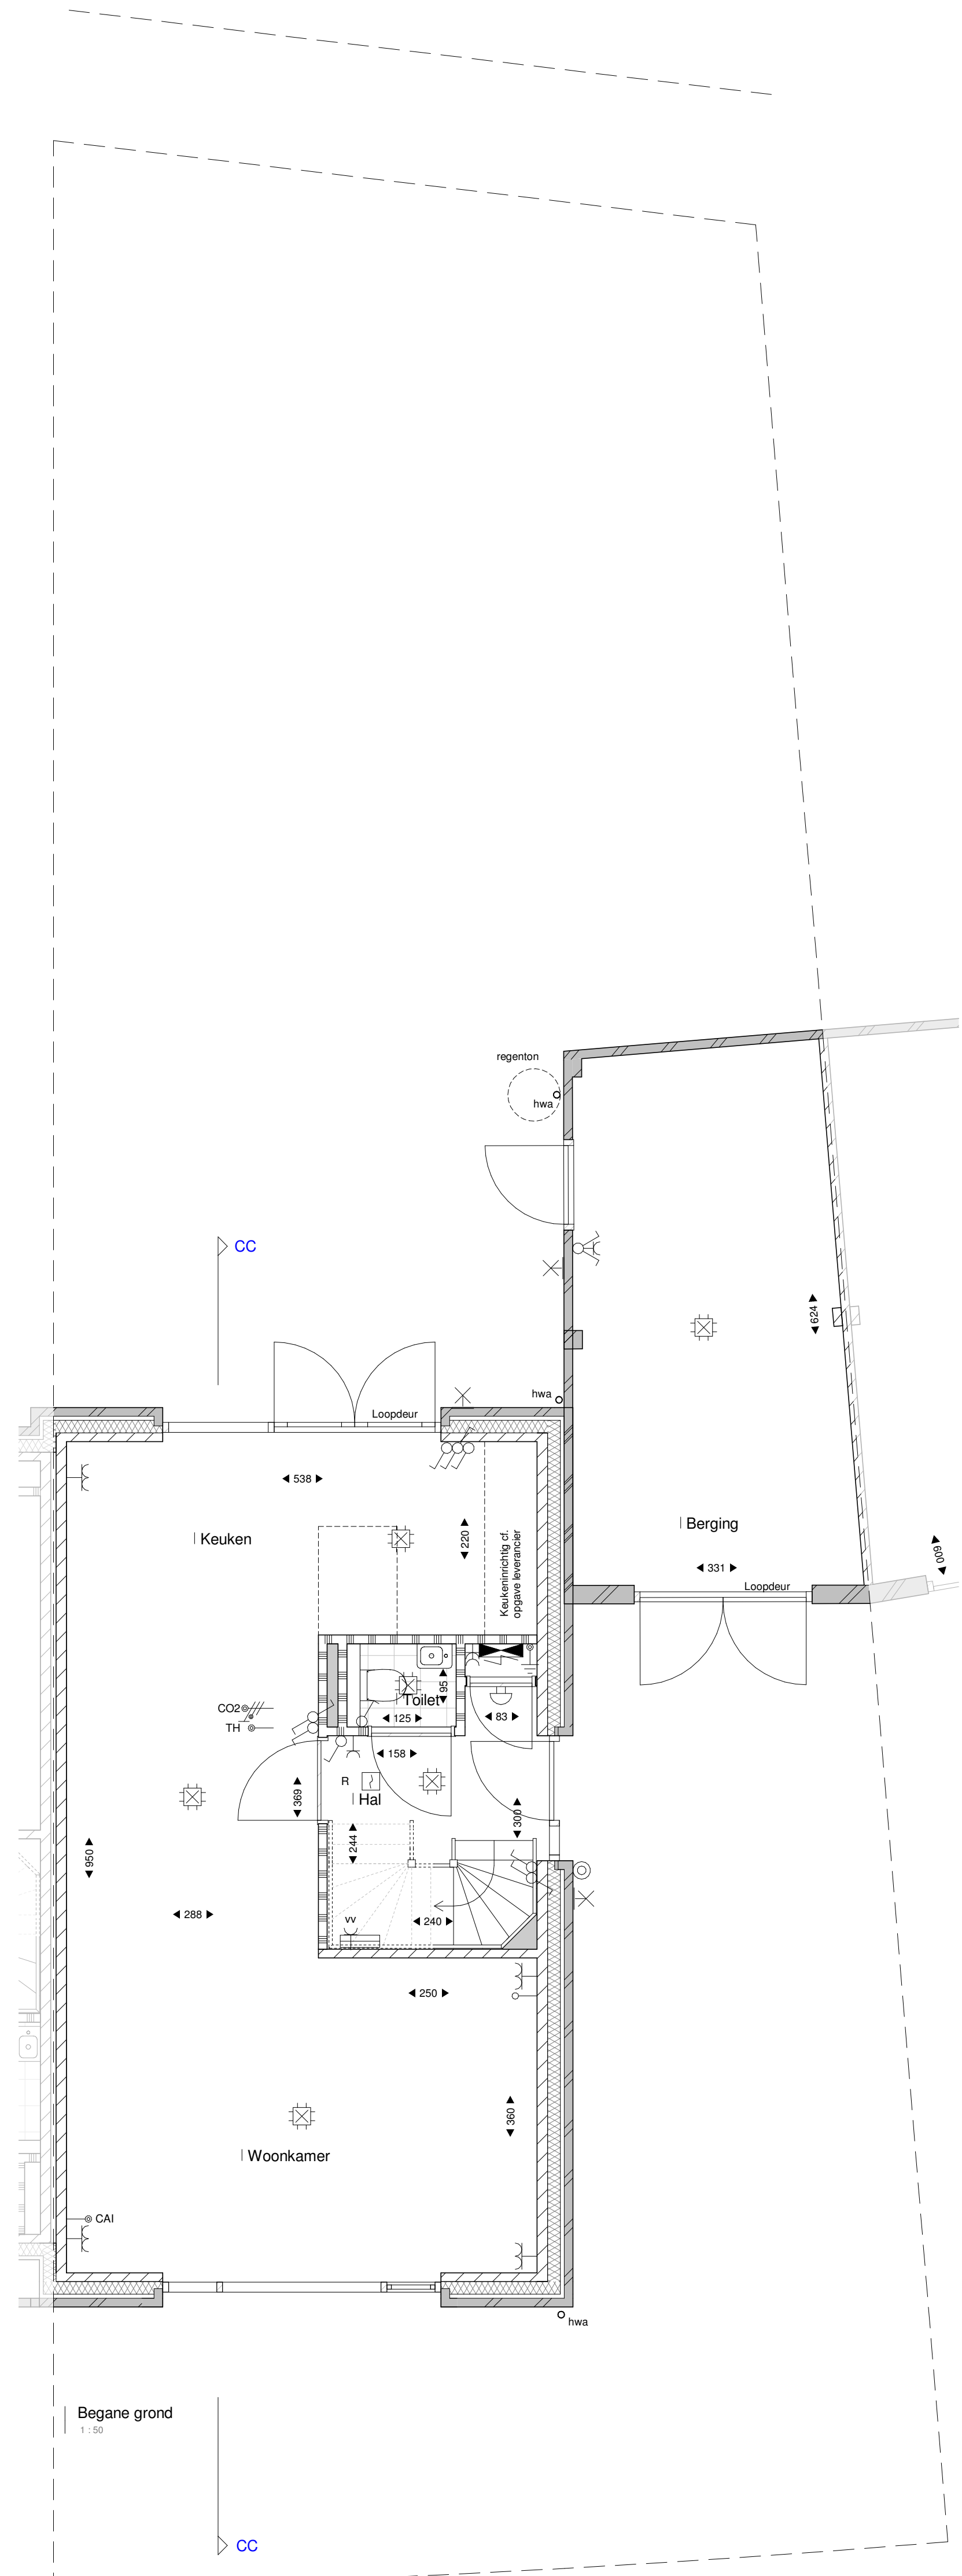 regenton
hwa
CC
624
hwa
Loopdeur
538
Keuken
220
Keukeninrichtig cf.
opgave leverancier
Berging
331
Loopdeur
600
CO2
TH
Toilet
95
125
83
158
R
Hal
369
300
244
950
288
vv
240
250
360
Woonkamer
CAI
hwa
Begane grond
1 : 50
CC